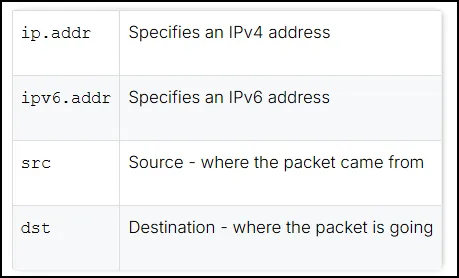 ip.addr Specifies an IPv4 address
ipv6.addr Specifies an IPv6 address
src Source - where the packet came from
dst Destination - where the packet is going